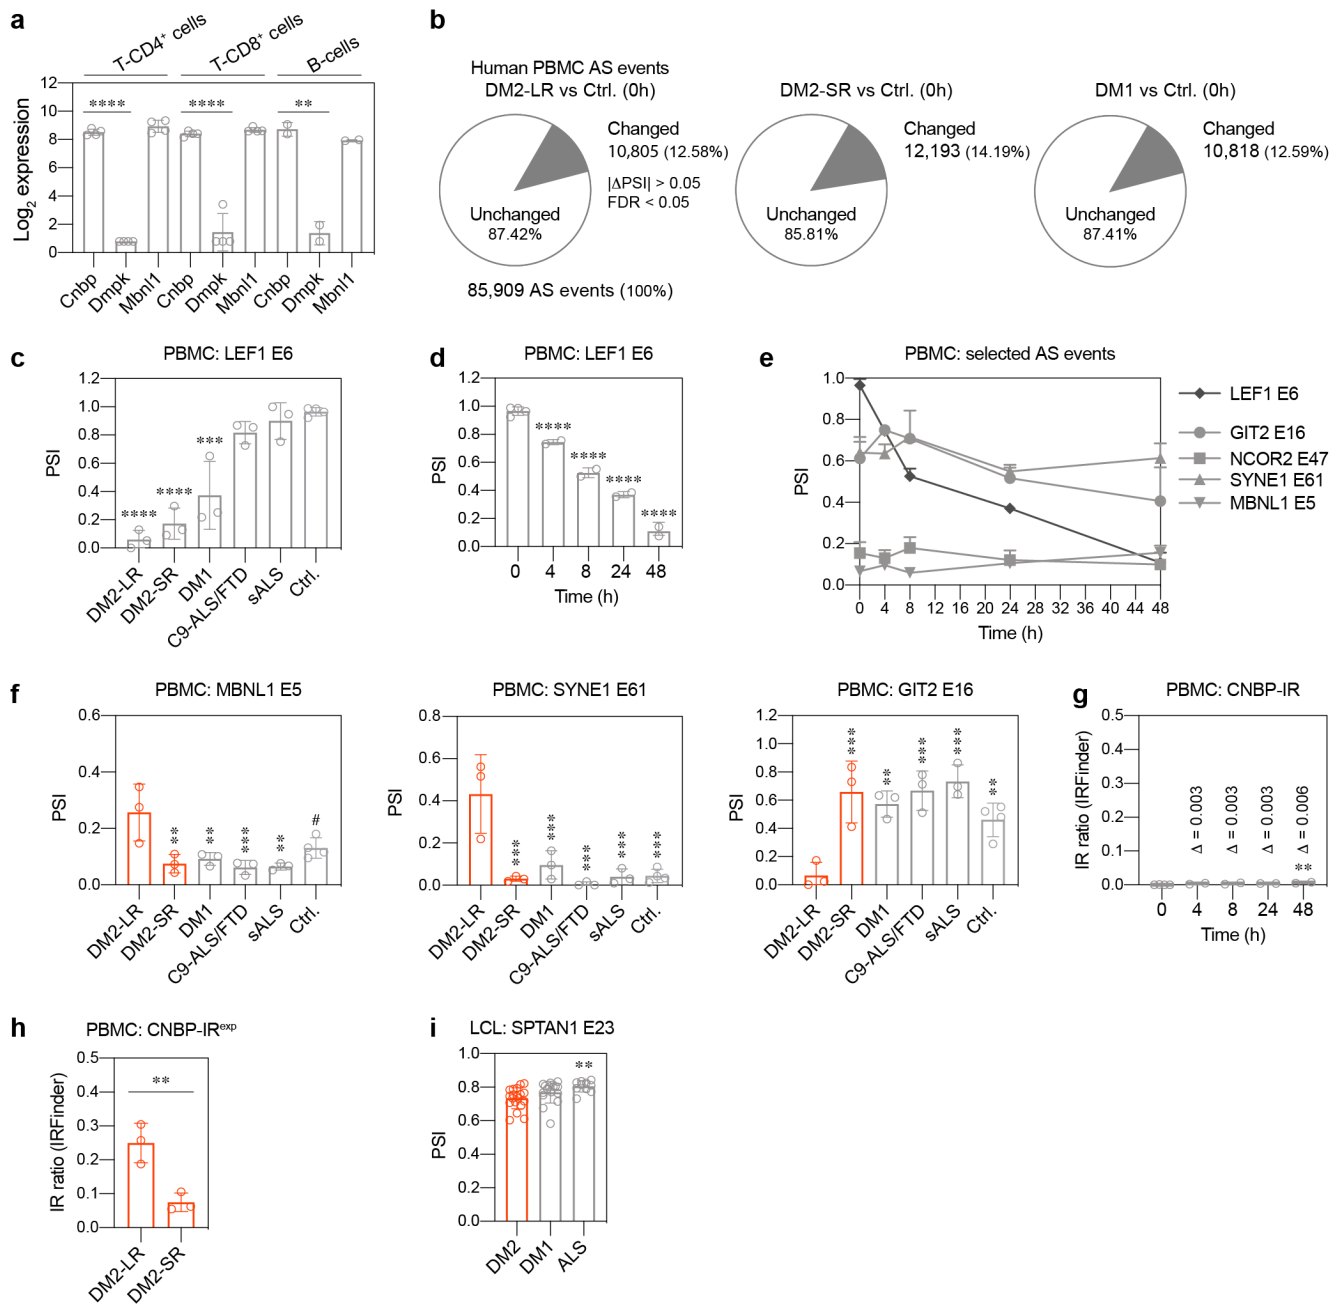 a
T-CD4+ cells
T-CD8+ cells
B-cells
Log2 expression
12
10
8
6
4
2
0
****
****
**
Cnbp
Dmpk
Mbnl1
Cnbp
Dmpk
Mbnl1
Cnbp
Dmpk
Mbnl1
b
Human PBMC AS events
DM2-LR vs Ctrl. (0h)
Changed
10,805 (12.58%)
|ΔPSI| > 0.05
FDR < 0.05
Unchanged
87.42%
85,909 AS events (100%)
DM2-SR vs Ctrl. (0h)
Changed
12,193 (14.19%)
Unchanged
85.81%
DM1 vs Ctrl. (0h)
Changed
10,818 (12.59%)
Unchanged
87.41%
c
PBMC: LEF1 E6
PSI
1.2
1.0
0.8
0.6
0.4
0.2
0.0
****
****
***
DM2-LR
DM2-SR
DM1
C9-ALS/FTD
sALS
Ctrl.
d
PBMC: LEF1 E6
PSI
1.2
1.0
0.8
0.6
0.4
0.2
0.0
****
****
****
****
0 4 8 24 48
Time (h)
e
PBMC: selected AS events
PSI
1.0
0.8
0.6
0.4
0.2
0.0
0 4 8 12 16 20 24 28 32 36 40 44 48
Time (h)
LEF1 E6
GIT2 E16
NCOR2 E47
SYNE1 E61
MBNL1 E5
f
PBMC: MBNL1 E5
PSI
0.6
0.4
0.2
0.0
**
**
***
**
#
DM2-LR
DM2-SR
DM1
C9-ALS/FTD
sALS
Ctrl.
PBMC: SYNE1 E61
PSI
0.8
0.6
0.4
0.2
0.0
***
***
***
***
***
DM2-LR
DM2-SR
DM1
C9-ALS/FTD
sALS
Ctrl.
PBMC: GIT2 E16
PSI
1.2
1.0
0.8
0.6
0.4
0.2
0.0
***
**
***
***
**
DM2-LR
DM2-SR
DM1
C9-ALS/FTD
sALS
Ctrl.
g
PBMC: CNBP-IR
IR ratio (IRFinder)
0.5
0.4
0.3
0.2
0.1
0.0
Δ = 0.003
Δ = 0.003
Δ = 0.003
Δ = 0.006
**
0 4 8 24 48
Time (h)
h
PBMC: CNBP-IRexp
IR ratio (IRFinder)
0.5
0.4
0.3
0.2
0.1
0.0
**
DM2-LR
DM2-SR
i
LCL: SPTAN1 E23
PSI
1.0
0.8
0.6
0.4
0.2
0.0
**
DM2
DM1
ALS